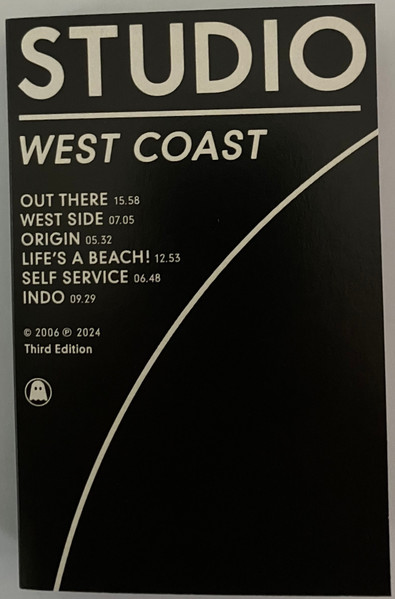 STUDIO
WEST COAST
OUT THERE 15.58
WEST SIDE 07.05
ORIGIN 05.32
LIFE'S A BEACH! 12.53
SELF SERVICE 06.48
INDO 09.29
© 2006 ℗ 2024
Third Edition